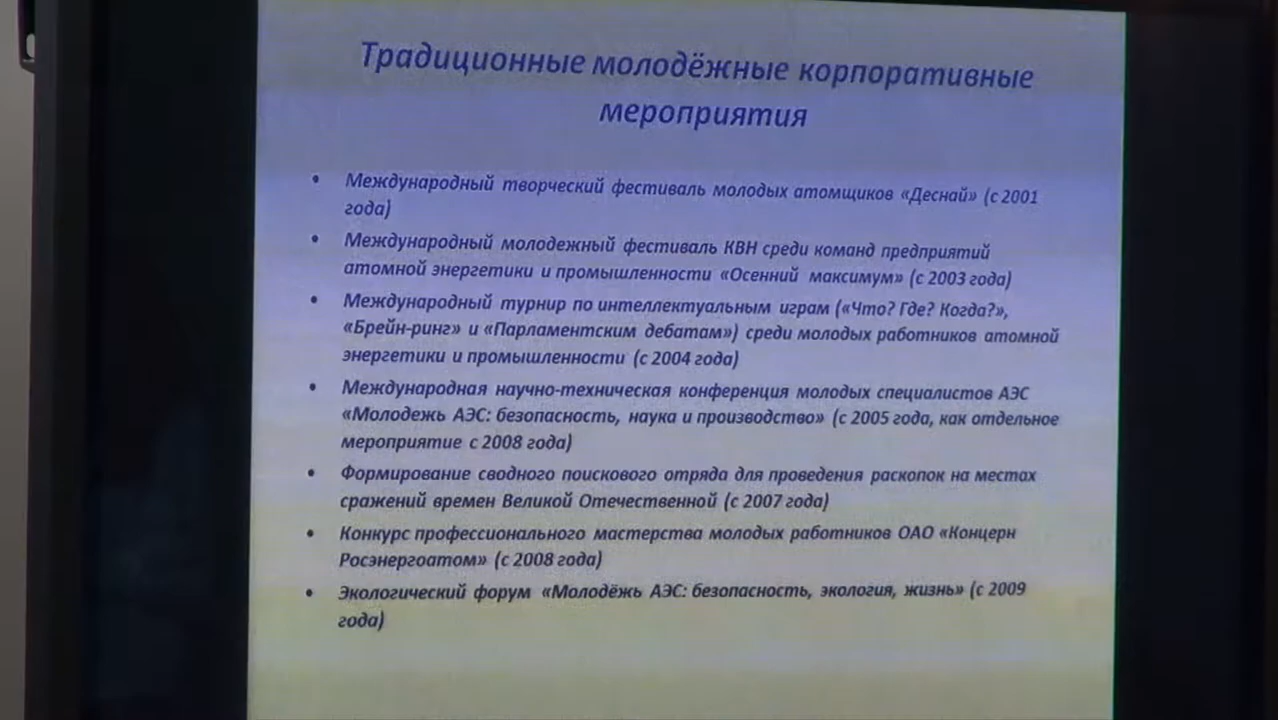 Традиционные молодёжные корпоративные
мероприятия
• Международный творческий фестиваль молодых атомщиков «Деснай» (с 2001
года)
• Международный молодежный фестиваль КВН среди команд предприятий
атомной энергетики и промышленности «Осенний максимум» (с 2003 года)
• Международный турнир по интеллектуальным играм («Что? Где? Когда?»,
«Брейн-ринг» и «Парламентским дебатам») среди молодых работников атомной
энергетики и промышленности (с 2004 года)
• Международная научно-техническая конференция молодых специалистов АЭС
«Молодежь АЭС: безопасность, наука и производство» (с 2005 года, как отдельное
мероприятие с 2008 года)
• Формирование сводного поискового отряда для проведения раскопок на местах
сражений времен Великой Отечественной (с 2007 года)
• Конкурс профессионального мастерства молодых работников ОАО «Концерн
Росэнергоатом» (с 2008 года)
• Экологический форум «Молодёжь АЭС: безопасность, экология, жизнь» (с 2009
года)